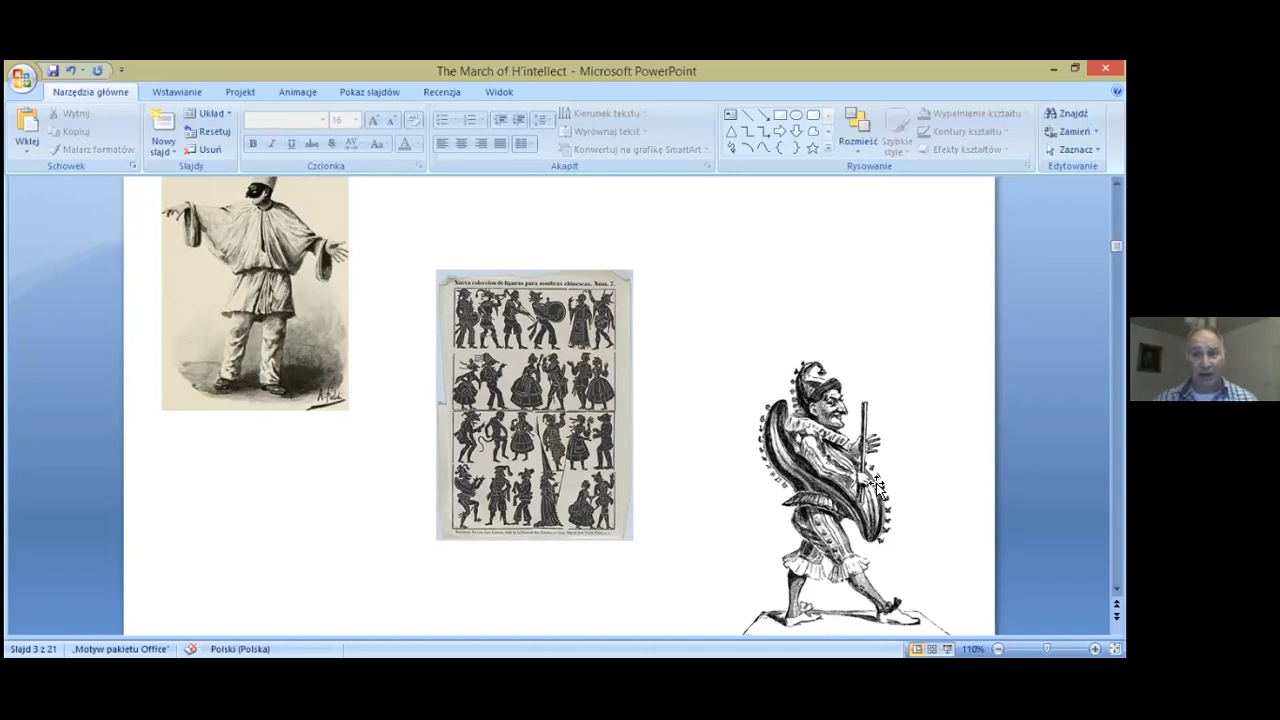 The March of H'intellect - Microsoft PowerPoint
Narzędzia główne Wstawianie Projekt Animacje Pokaz slajdów Recenzja Widok
Wklej
Wytnij
Kopiuj
Malarz formatów
Schowek
Nowy slajd
Układ
Resetuj
Usuń
Slajdy
16
Czcionka
Kierunek tekstu
Wyrównaj tekst
Konwertuj na grafikę SmartArt
Akapit
Rozmieść
Szybkie style
Wypełnienie kształtu
Kontury kształtu
Efekty kształtów
Rysowanie
Znajdź
Zamień
Zaznacz
Edytowanie
Nueva coleccion de figuras para sombras chinescas. Núm. 7.
Slajd 3 z 21 „Motyw pakietu Office” Polski (Polska) 110%